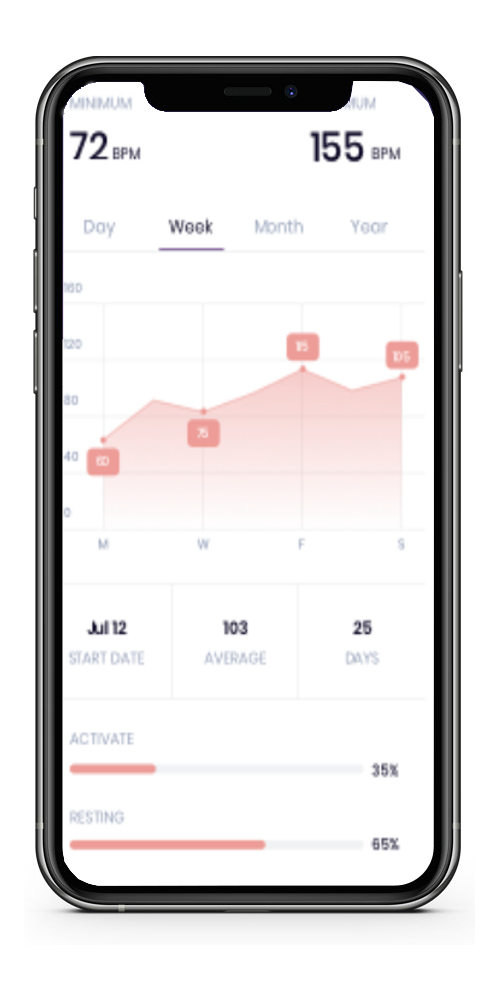 MINIMUM MUM
72 BPM 155 BPM
Day Week Month Year
160
120
115
105
80
75
40
60
0
M W F S
Jul 12 103 25
START DATE AVERAGE DAYS
ACTIVATE
35%
RESTING
65%